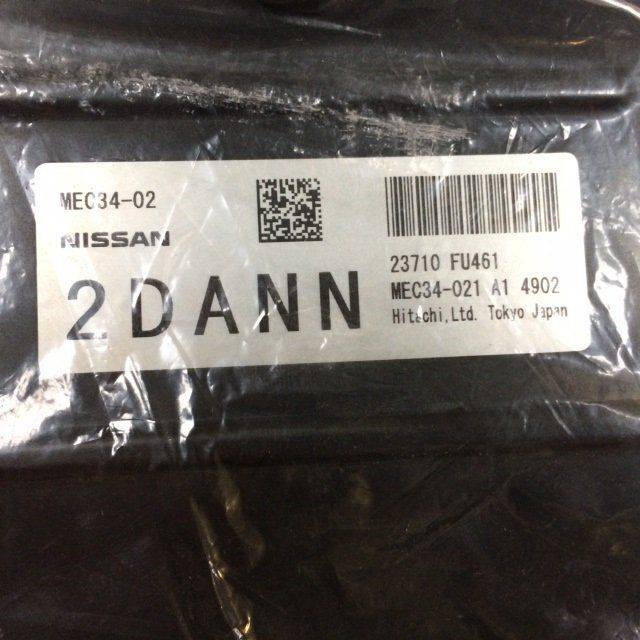 MEC34-02
NISSAN
2DANN
23710 FU461
MEC34-021 A1 4902
Hitachi,Ltd. Tokyo Japan